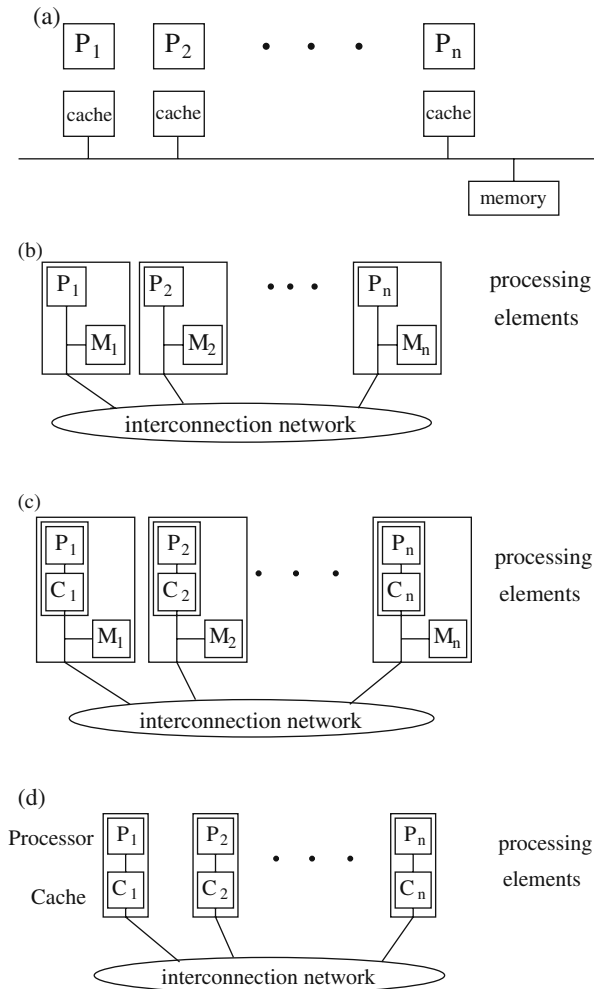 (a)
P1 P2 Pn
cache cache cache
memory
(b)
P1 P2 Pn processing
elements
M1 M2 Mn
interconnection network
(c)
P1 P2 Pn processing
elements
C1 C2 Cn
M1 M2 Mn
interconnection network
(d)
Processor P1 P2 Pn processing
elements
Cache C1 C2 Cn
interconnection network